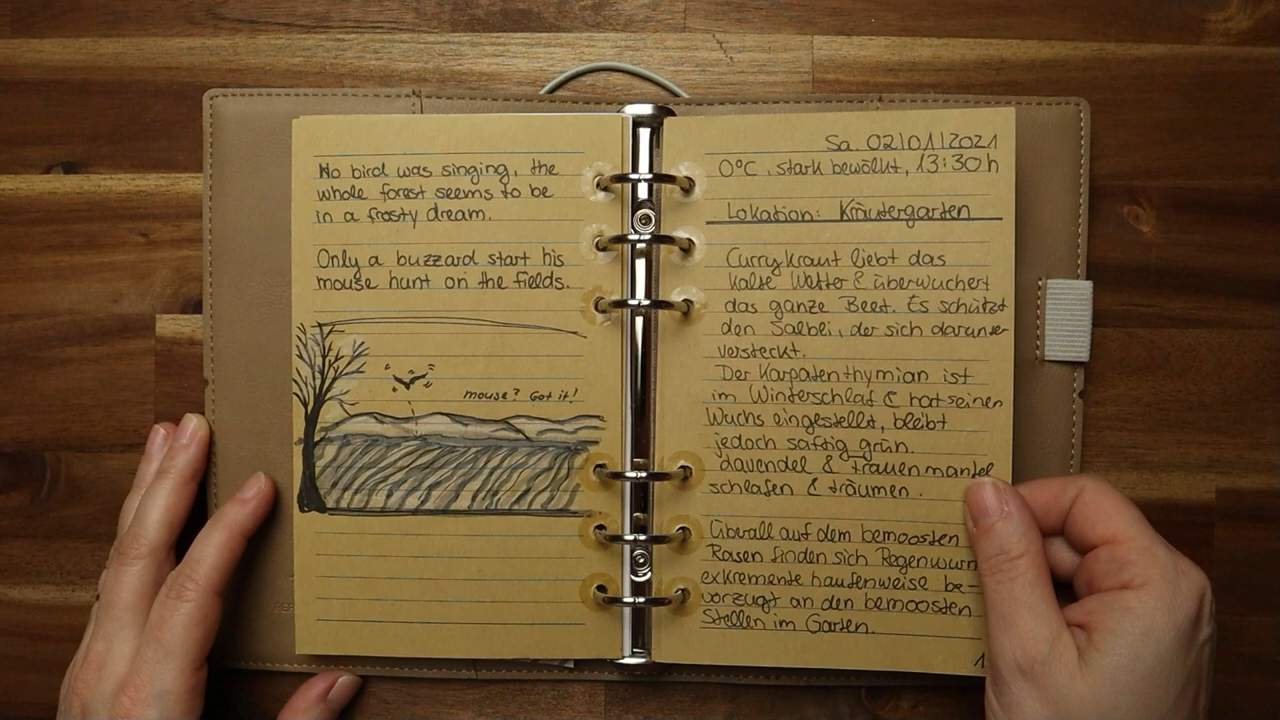 No bird was singing, the
whole forest seems to be
in a frosty dream.
Only a buzzard start his
mouse hunt on the fields.
mouse? Got it!
Sa. 02/01/2021
0°C, stark bewölkt, 13:30h
Lokation: Kräutergarten
Currykraut liebt das
kalte Wetter & überwuchert
das ganze Beet. Es schützt
den Salbei, der sich darunter
versteckt.
Der Karpatenthymian ist
im Winterschlaf & hat seinen
Wuchs eingestellt, bleibt
jedoch saftig grün.
Lavendel & Frauenmantel
schlafen & träumen.
Überall auf dem bemoosten
Rasen finden sich Regenwurm
exkremente haufenweise be-
vorzugt an den bemoosten
Stellen im Garten.